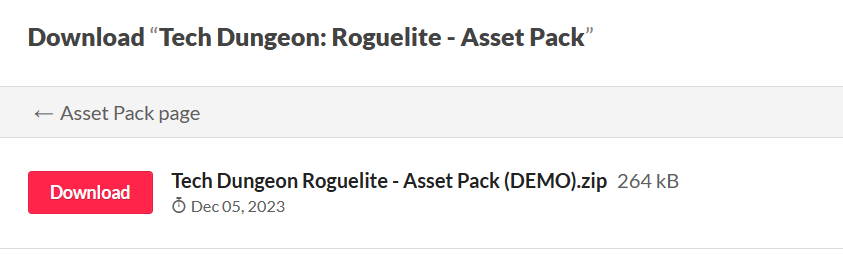 Download “Tech Dungeon: Roguelite - Asset Pack”
← Asset Pack page
Download Tech Dungeon Roguelite - Asset Pack (DEMO).zip 264 kB
Dec 05, 2023